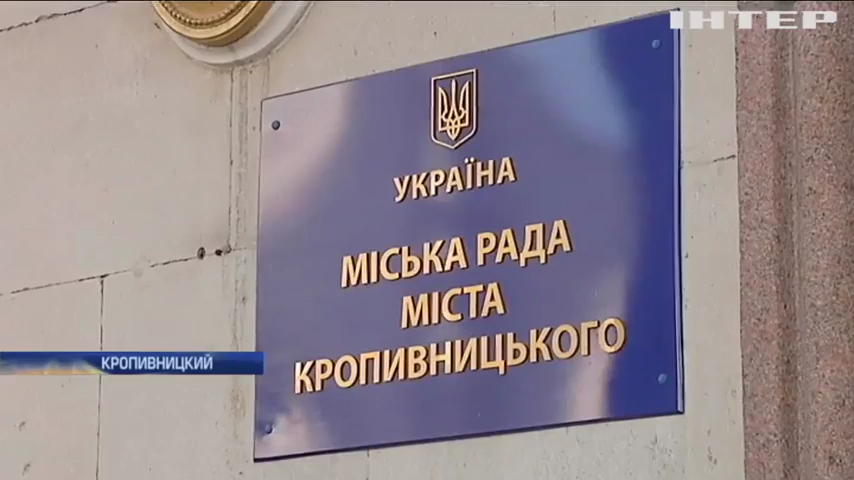 ІНТЕР
УКРАЇНА
МІСЬКА РАДА
МІСТА
КРОПИВНИЦЬКОГО
КРОПИВНИЦКИЙ